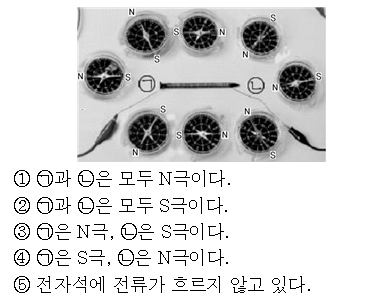 N N S
S S N
N S ㉠ ㉡ N S
S N S
N S N
① ㉠과 ㉡은 모두 N극이다.
② ㉠과 ㉡은 모두 S극이다.
③ ㉠은 N극, ㉡은 S극이다.
④ ㉠은 S극, ㉡은 N극이다.
⑤ 전자석에 전류가 흐르지 않고 있다.